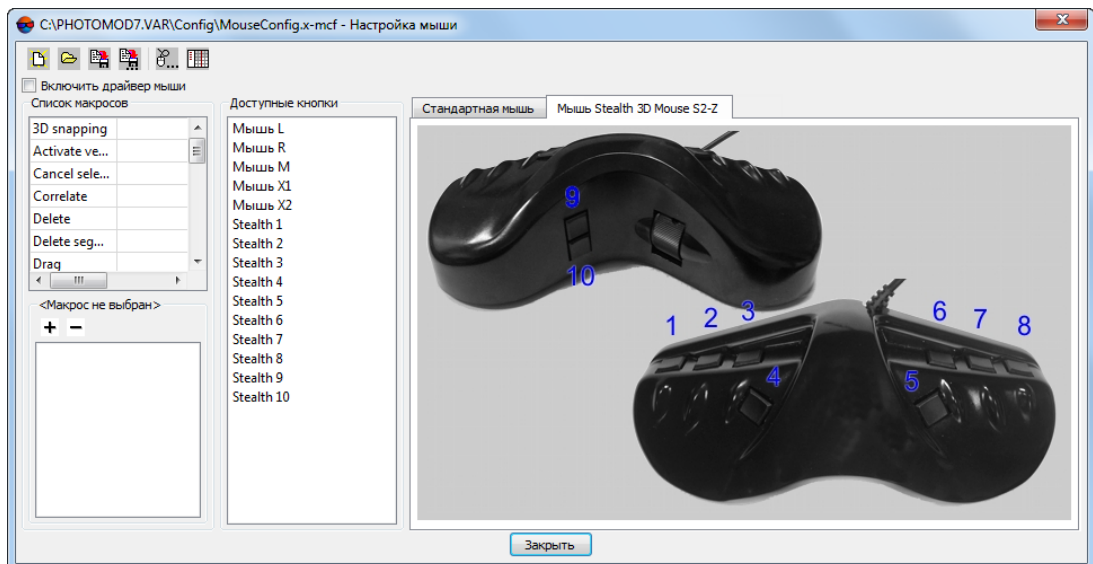 C:\PHOTOMOD7.VAR\Config\MouseConfig.x-mcf - Настройка мыши
Включить драйвер мыши
Список макросов
3D snapping
Activate ve...
Cancel sele...
Correlate
Delete
Delete seg...
Drag
<Макрос не выбран>
Доступные кнопки
Мышь L
Мышь R
Мышь M
Мышь X1
Мышь X2
Stealth 1
Stealth 2
Stealth 3
Stealth 4
Stealth 5
Stealth 6
Stealth 7
Stealth 8
Stealth 9
Stealth 10
Стандартная мышь
Мышь Stealth 3D Mouse S2-Z
9
10
1 2 3
4
6 7 8
5
Закрыть